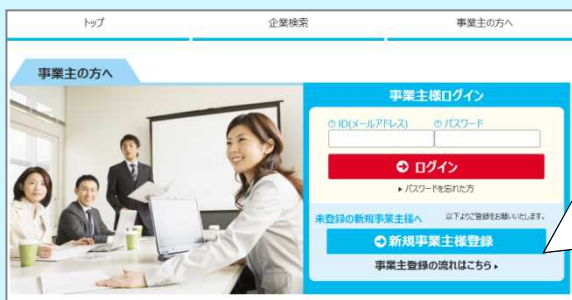 トップ 企業検索 事業主の方へ
事業主の方へ
事業主様ログイン
ID(メールアドレス) パスワード
ログイン
▸ パスワードを忘れた方
未登録の新規事業主様へ 以下よりご登録をお願いいたします。
新規事業主様登録
事業主登録の流れはこちら ▸